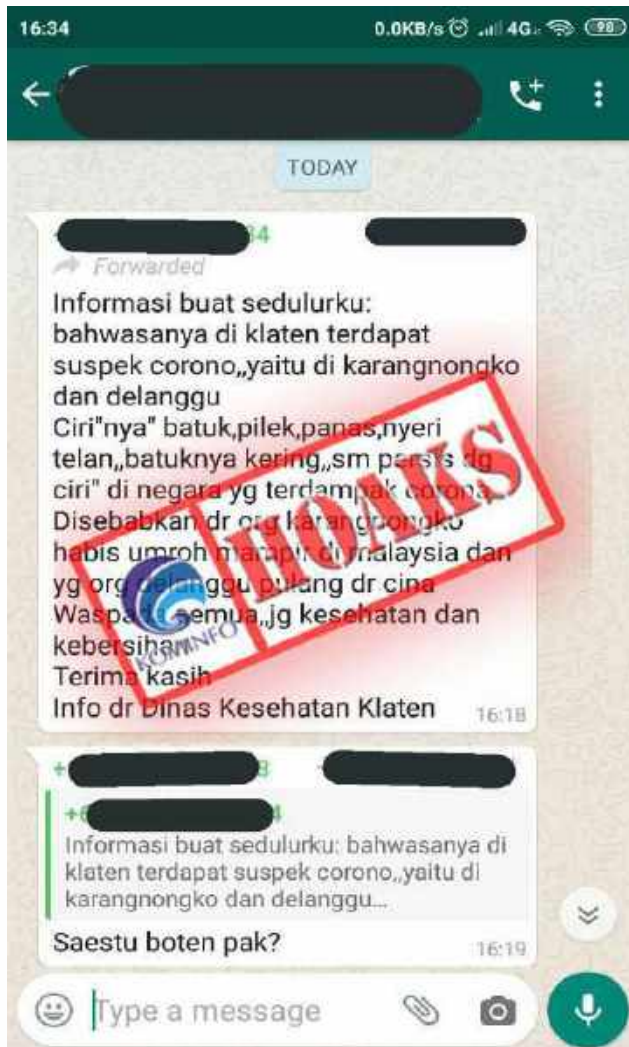 16:34
0.0KB/s 4G 98
TODAY
34
Forwarded
Informasi buat sedulurku:
bahwasanya di klaten terdapat
suspek corono,,yaitu di karangnongko
dan delanggu
Ciri"nya" batuk,pilek,panas,nyeri
telan,,batuknya kering,,sm persis dg
ciri" di negara yg terdampak corona,,
Disebabkan dr org karangnongko
habis umroh mampir di malaysia dan
yg org delanggu pulang dr cina
Waspada semua,,jg kesehatan dan
kebersihan
Terima kasih
Info dr Dinas Kesehatan Klaten 16:18
HOAKS
KOMINFO
Informasi buat sedulurku: bahwasanya di
klaten terdapat suspek corono,,yaitu di
karangnongko dan delanggu...
Saestu boten pak? 16:19
Type a message